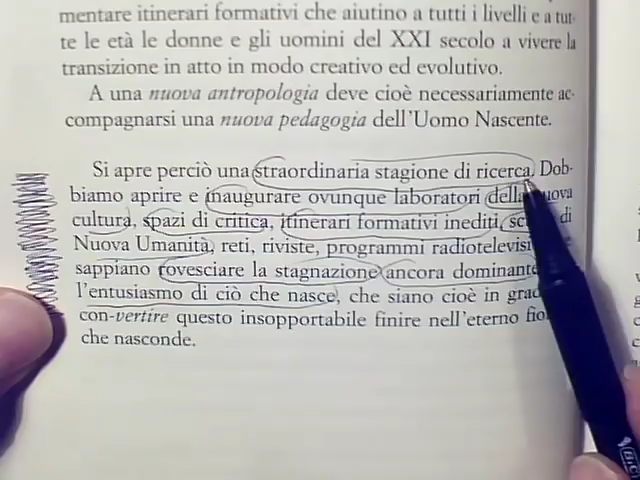 mentare itinerari formativi che aiutino a tutti i livelli e a tut-
te le età le donne e gli uomini del XXI secolo a vivere la
transizione in atto in modo creativo ed evolutivo.
A una nuova antropologia deve cioè necessariamente ac-
compagnarsi una nuova pedagogia dell'Uomo Nascente.
Si apre perciò una straordinaria stagione di ricerca. Dob-
biamo aprire e inaugurare ovunque laboratori della nuova
cultura, spazi di critica, itinerari formativi inediti, di
Nuova Umanità, reti, riviste, programmi
sappiano rovesciare la stagnazione ancora dominante
l'entusiasmo di ciò che nasce, che siano cioè in
con-vertire questo insopportabile finire nell'eterno
che nasconde.
BIC